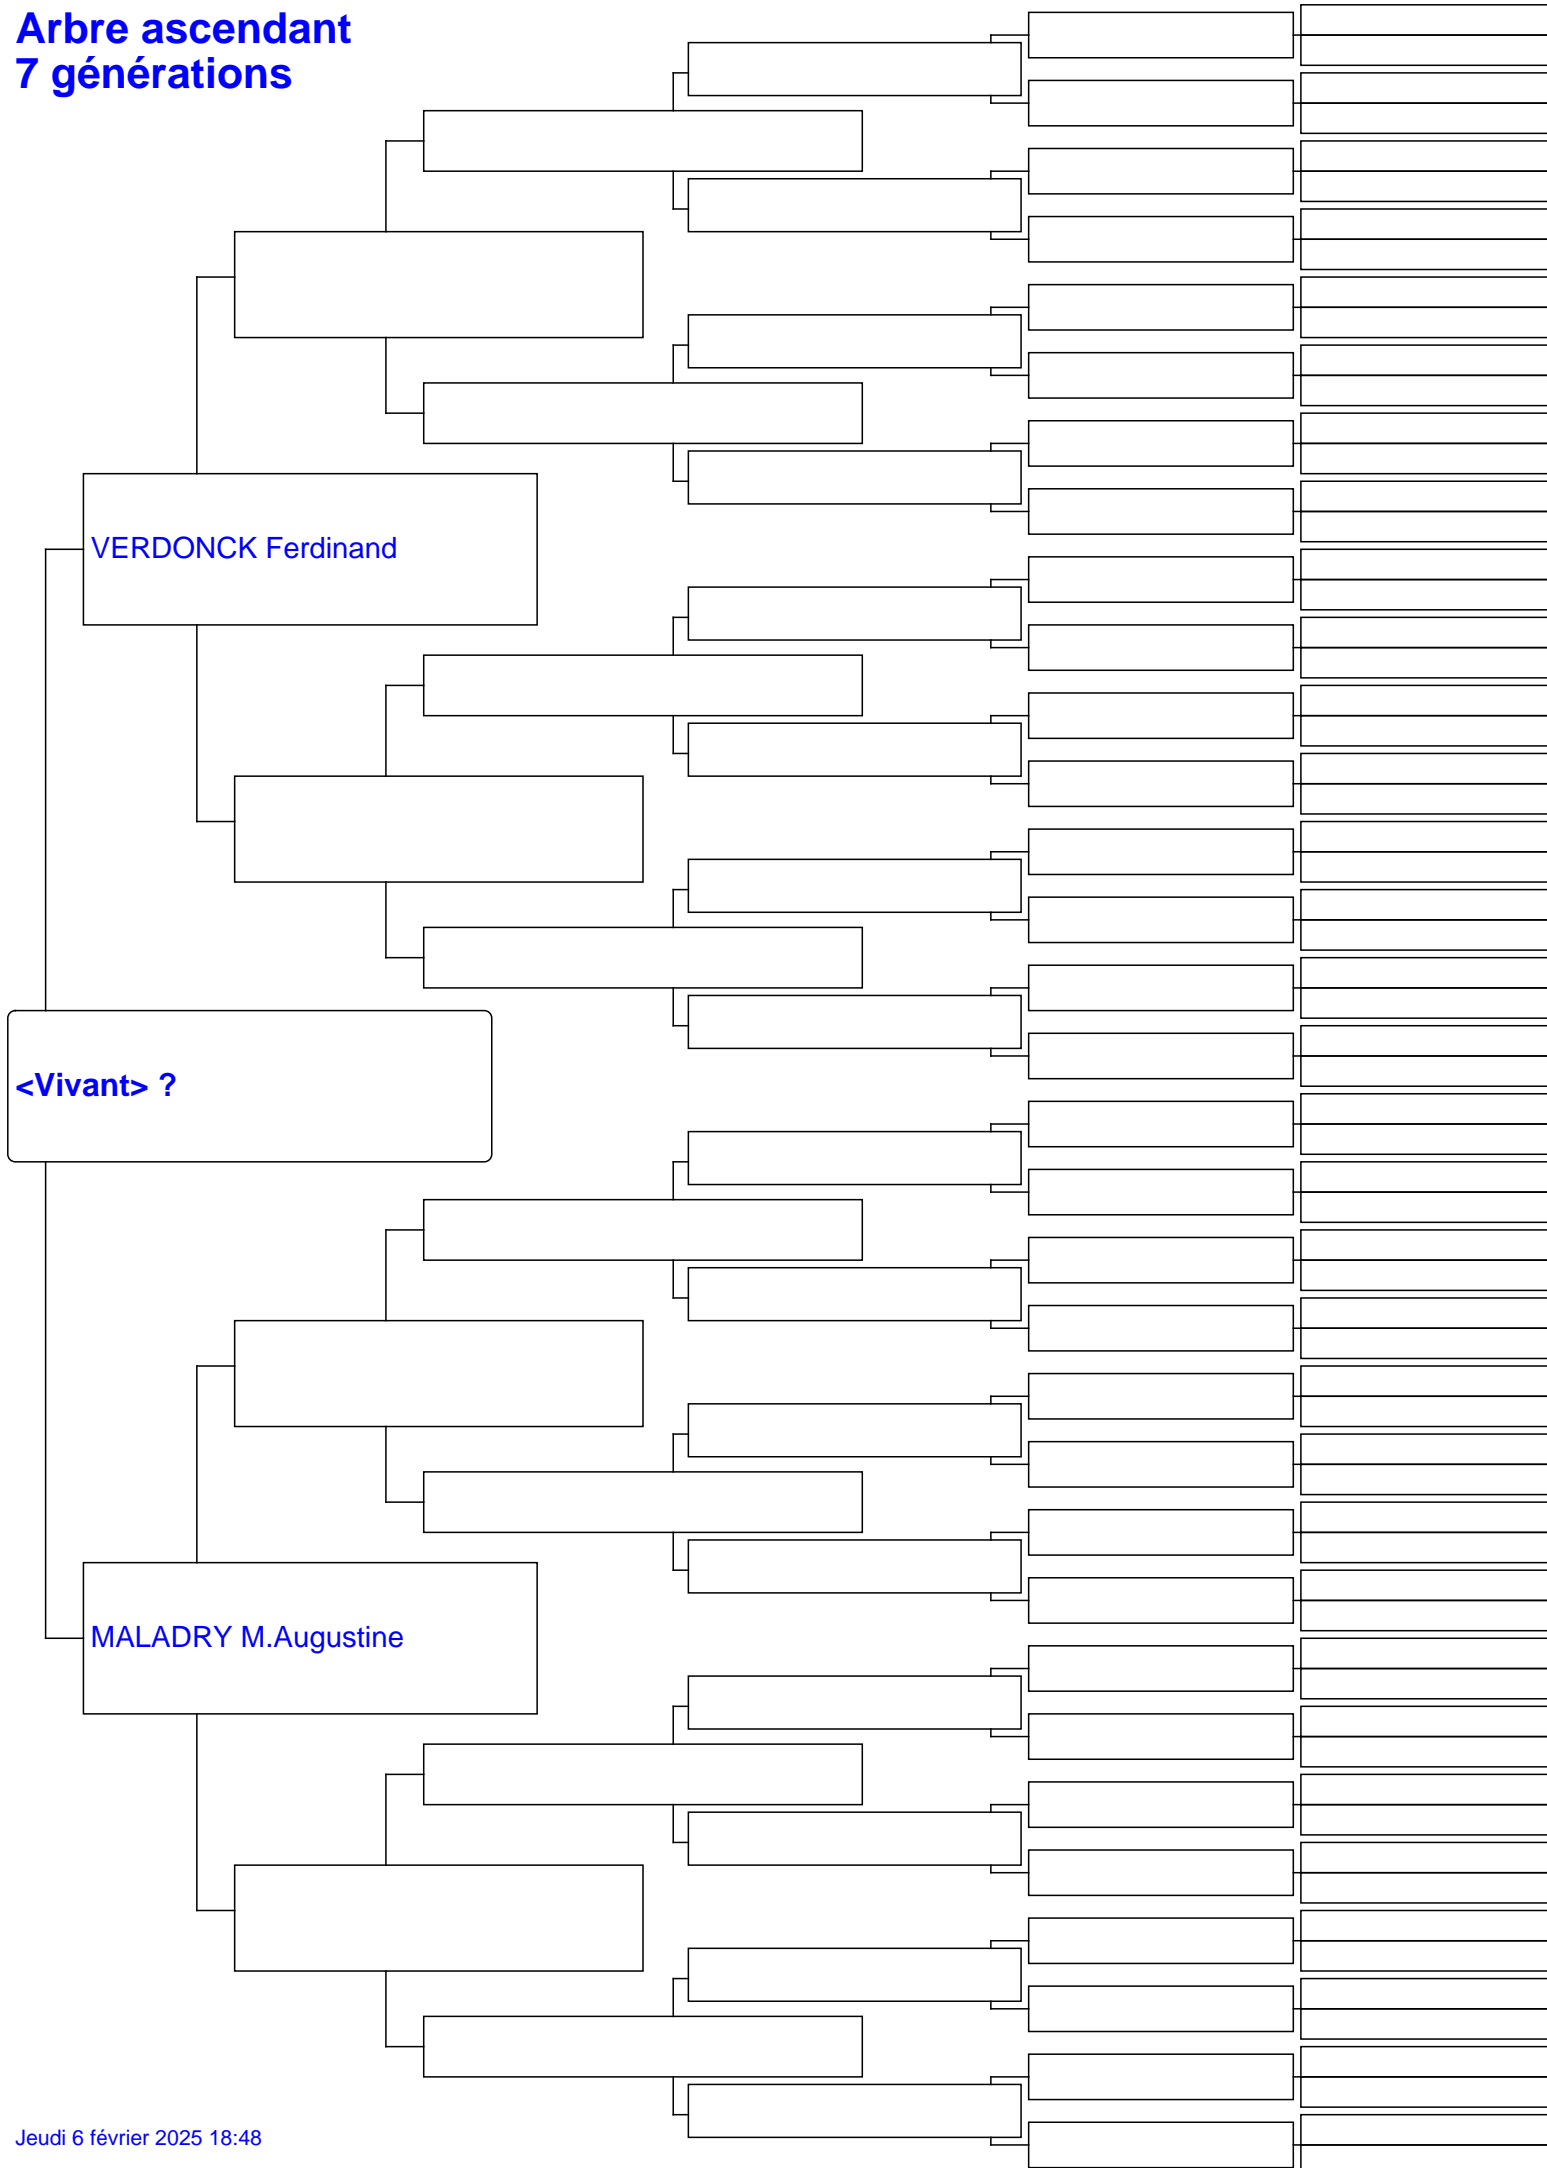 Arbre ascendant
7 générations
VERDONCK Ferdinand
<Vivant> ?
MALADRY M.Augustine
Jeudi 6 février 2025 18:48